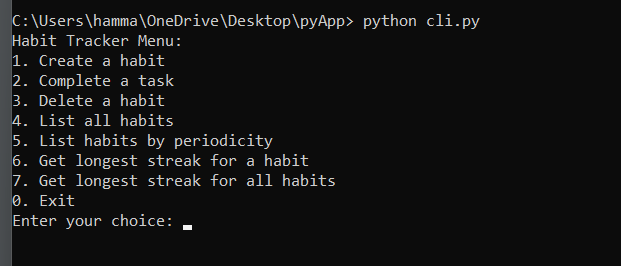 C:\Users\hamma\OneDrive\Desktop\pyApp> python cli.py
Habit Tracker Menu:
1. Create a habit
2. Complete a task
3. Delete a habit
4. List all habits
5. List habits by periodicity
6. Get longest streak for a habit
7. Get longest streak for all habits
0. Exit
Enter your choice: